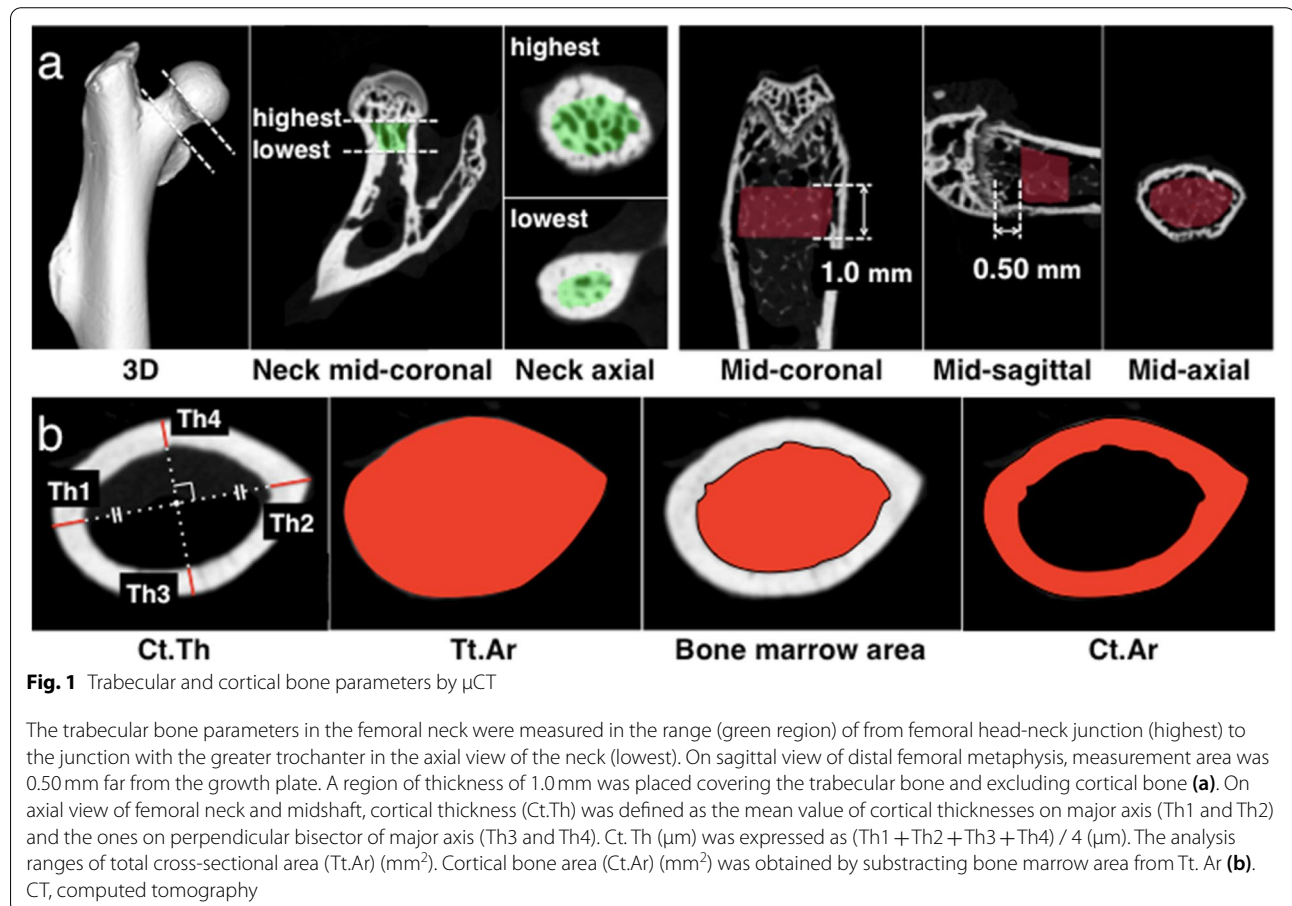 a
highest
lowest
highest
lowest
1.0 mm
0.50 mm
3D
Neck mid-coronal
Neck axial
Mid-coronal
Mid-sagittal
Mid-axial
b
Th4
Th1
Th2
Th3
Ct.Th
Tt.Ar
Bone marrow area
Ct.Ar
Fig. 1 Trabecular and cortical bone parameters by μCT
The trabecular bone parameters in the femoral neck were measured in the range (green region) of from femoral head-neck junction (highest) to
the junction with the greater trochanter in the axial view of the neck (lowest). On sagittal view of distal femoral metaphysis, measurement area was
0.50 mm far from the growth plate. A region of thickness of 1.0 mm was placed covering the trabecular bone and excluding cortical bone (a). On
axial view of femoral neck and midshaft, cortical thickness (Ct.Th) was defined as the mean value of cortical thicknesses on major axis (Th1 and Th2)
and the ones on perpendicular bisector of major axis (Th3 and Th4). Ct. Th (μm) was expressed as (Th1 + Th2 + Th3 + Th4) / 4 (μm). The analysis
ranges of total cross-sectional area (Tt.Ar) (mm²). Cortical bone area (Ct.Ar) (mm²) was obtained by substracting bone marrow area from Tt. Ar (b).
CT, computed tomography